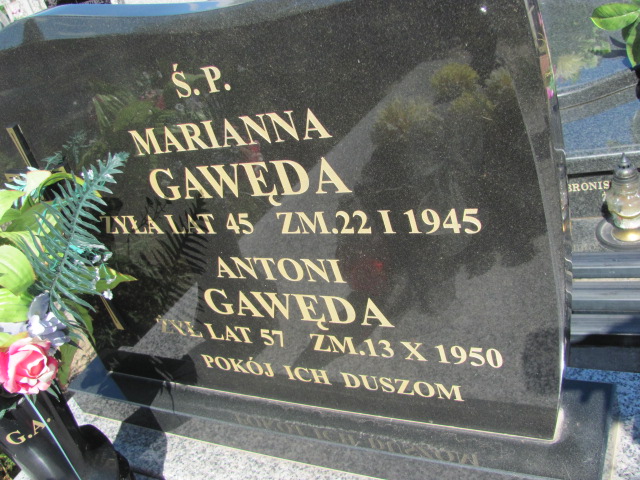 Ś.P.
MARIANNA
GAWĘDA
ŻYŁA LAT 45 ZM.22 I 1945
ANTONI
GAWĘDA
ŻYŁ LAT 57 ZM.13 X 1950
POKÓJ ICH DUSZOM
G.A.
BRONIS